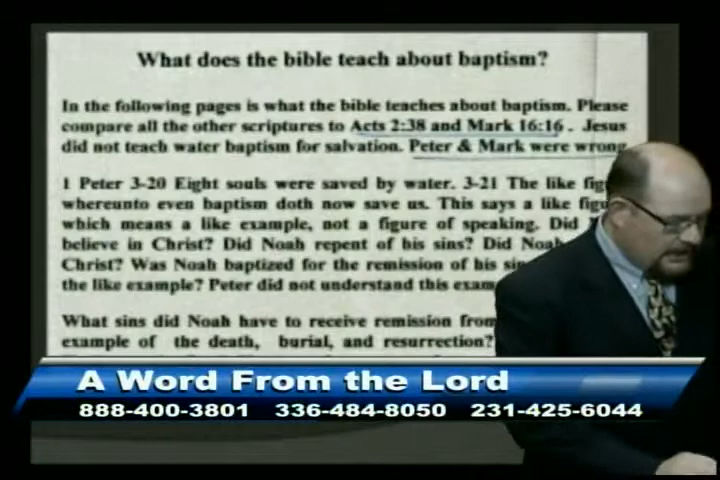 What does the bible teach about baptism?
In the following pages is what the bible teaches about baptism. Please
compare all the other scriptures to Acts 2:38 and Mark 16:16 . Jesus
did not teach water baptism for salvation. Peter & Mark were wrong
1 Peter 3-20 Eight souls were saved by water. 3-21 The like
whereunto even baptism doth now save us. This says a like
which means a like example, not a figure of speaking. Did
believe in Christ? Did Noah repent of his sins? Did Noah
Christ? Was Noah baptized for the remission of his
the like example? Peter did not understand this
What sins did Noah have to receive remission from
example of the death, burial, and resurrection?
A Word From the Lord
888-400-3801 336-484-8050 231-425-6044